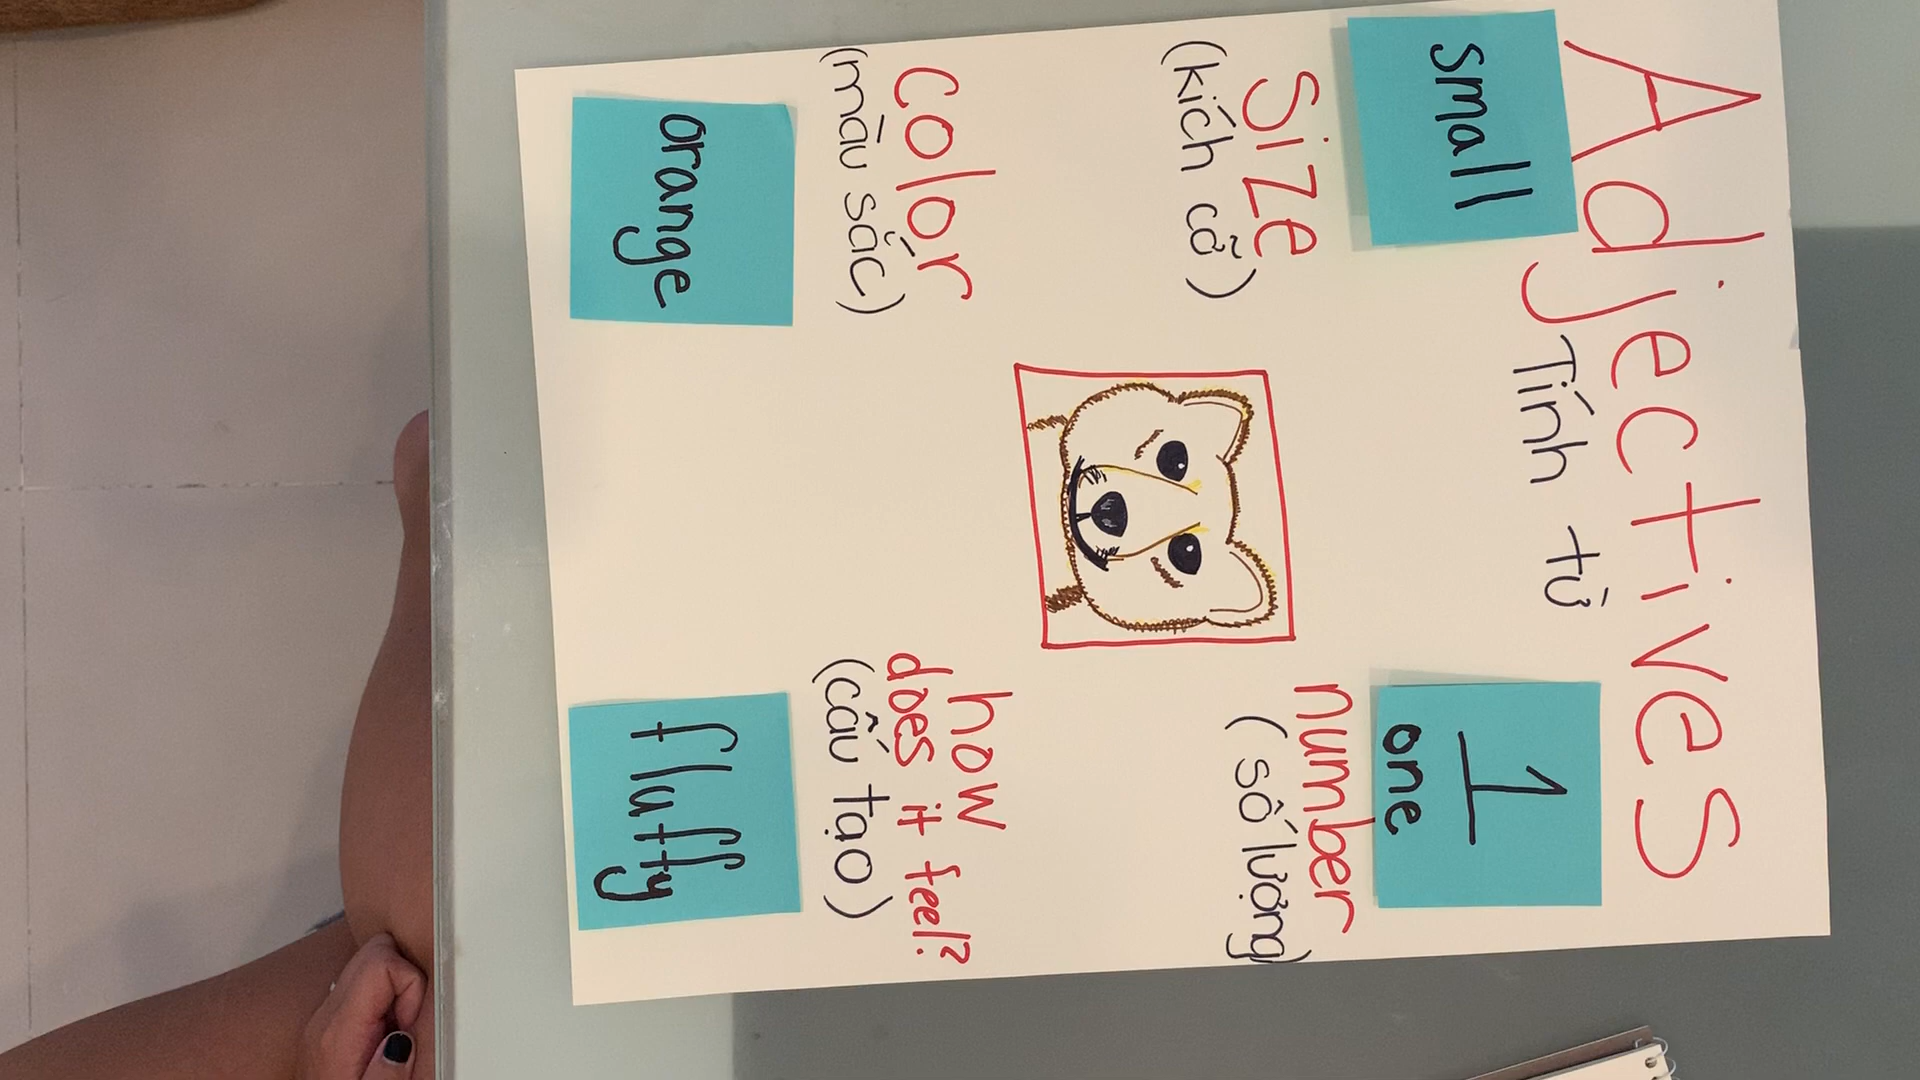 Adjectives
Tính từ
small
Size
(kích cỡ)
1
one
number
(số lượng)
color
(màu sắc)
orange
how
does it feel?
(cấu tạo)
fluffy